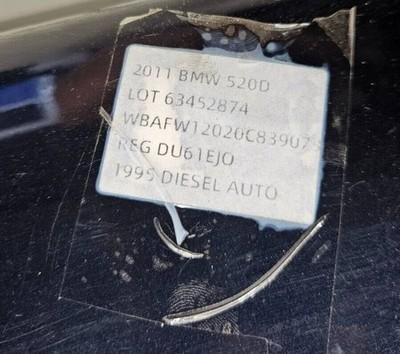 2011 BMW 520D
LOT 63452874
WBAFW12020C83907
REG DU61EJO
1995 DIESEL AUTO